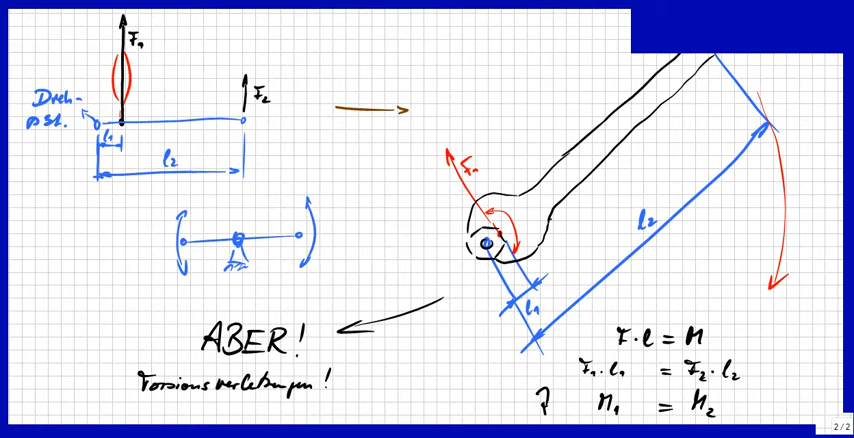 F₁
F₂
Dreh-
pkt.
l₁
l₂
F₁
l₂
l₁
ABER!
Torsionsverletzungen!
F·l = M
F₁·l₁ = F₂·l₂
? M₁ = M₂
2/2